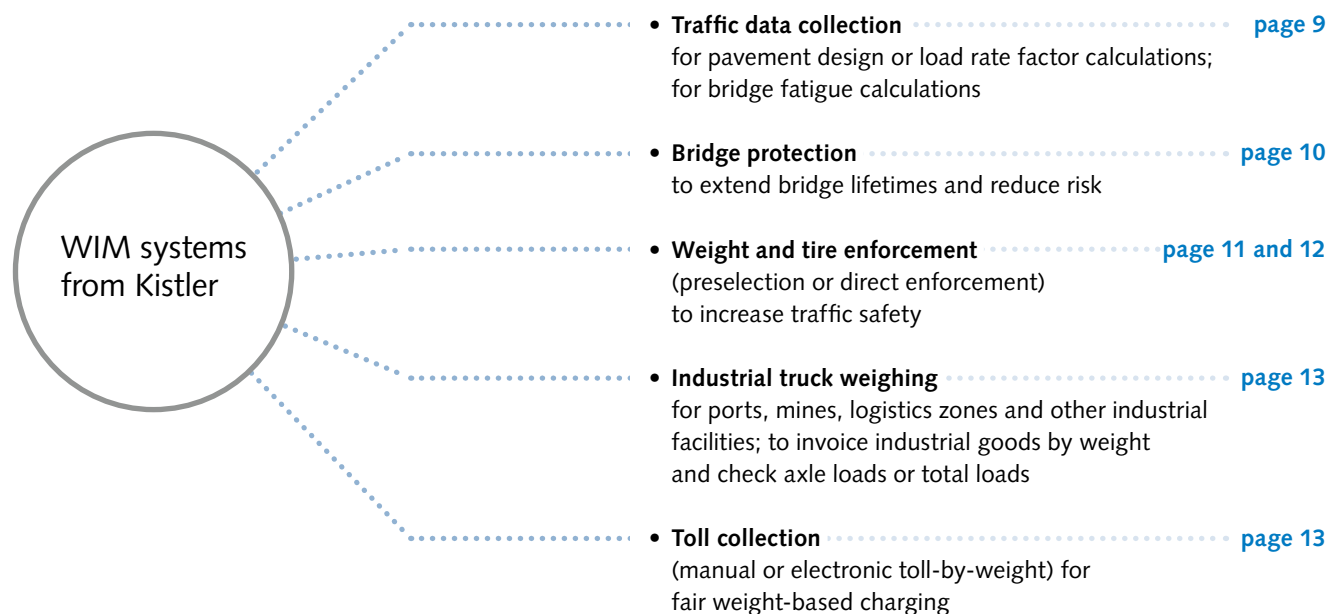 • Traffic data collection page 9
for pavement design or load rate factor calculations;
for bridge fatigue calculations
• Bridge protection page 10
to extend bridge lifetimes and reduce risk
WIM systems
from Kistler
• Weight and tire enforcement page 11 and 12
(preselection or direct enforcement)
to increase traffic safety
• Industrial truck weighing page 13
for ports, mines, logistics zones and other industrial
facilities; to invoice industrial goods by weight
and check axle loads or total loads
• Toll collection page 13
(manual or electronic toll-by-weight) for
fair weight-based charging